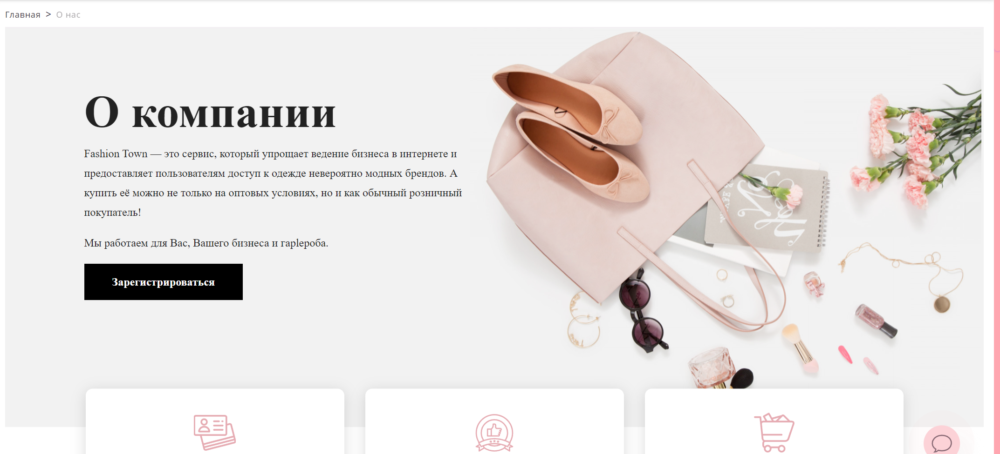 Главная > О нас
О компании
Fashion Town — это сервис, который упрощает ведение бизнеса в интернете и
предоставляет пользователям доступ к одежде невероятно модных брендов. А
купить её можно не только на оптовых условиях, но и как обычный розничный
покупатель!
Мы работаем для Вас, Вашего бизнеса и гарlероба.
Зарегистрироваться